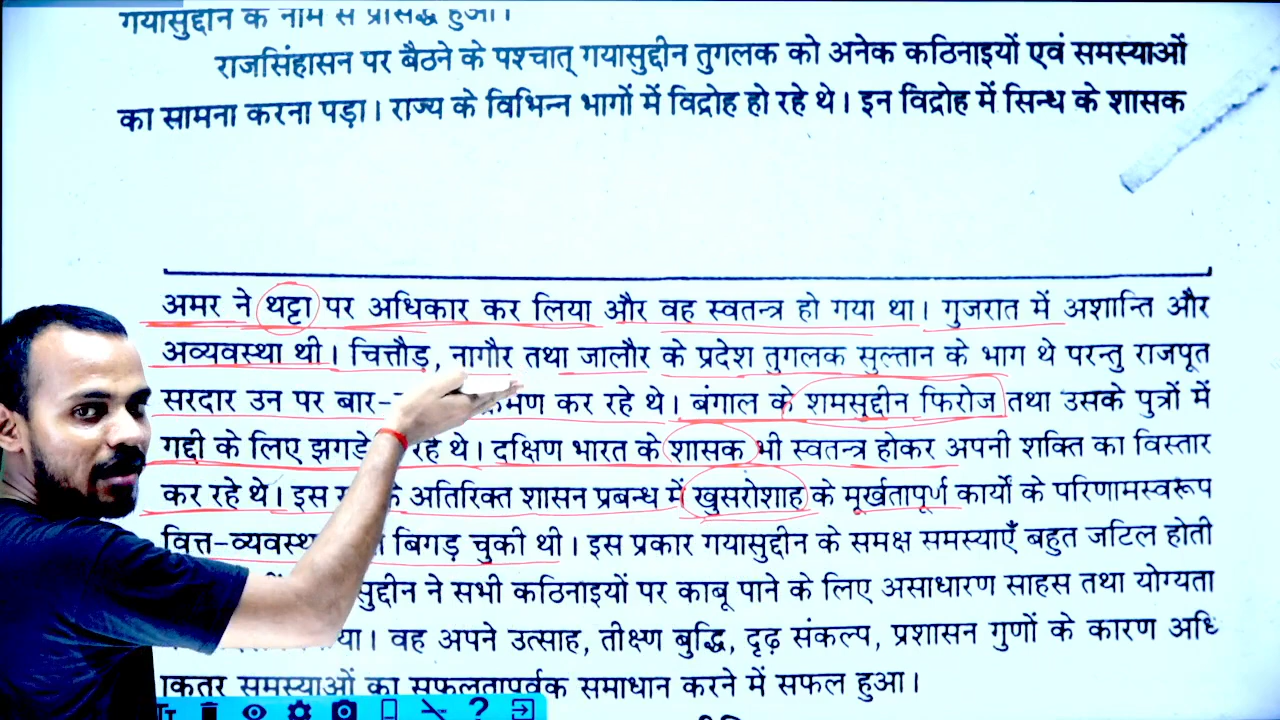 गयासुद्दीन के नाम से प्रसिद्ध हुआ।
राजसिंहासन पर बैठने के पश्चात् गयासुद्दीन तुगलक को अनेक कठिनाइयों एवं समस्याओं
का सामना करना पड़ा। राज्य के विभिन्न भागों में विद्रोह हो रहे थे। इन विद्रोह में सिन्ध के शासक
अमर ने थट्टा पर अधिकार कर लिया और वह स्वतन्त्र हो गया था। गुजरात में अशान्ति और
अव्यवस्था थी। चित्तौड़, नागौर तथा जालौर के प्रदेश तुगलक सुल्तान के भाग थे परन्तु राजपूत
सरदार उन पर बार- कर रहे थे। बंगाल के शमसुद्दीन फिरोज तथा उसके पुत्रों में
गद्दी के लिए झगडे रहे थे। दक्षिण भारत के शासक भी स्वतन्त्र होकर अपनी शक्ति का विस्तार
कर रहे थे। इस अतिरिक्त शासन प्रबन्ध में खुसरोशाह के मूर्खतापूर्ण कार्यों के परिणामस्वरूप
वित्त-व्यवस्था बिगड़ चुकी थी। इस प्रकार गयासुद्दीन के समक्ष समस्याएँ बहुत जटिल होती
ने सभी कठिनाइयों पर काबू पाने के लिए असाधारण साहस तथा योग्यता
वह अपने उत्साह, तीक्ष्ण बुद्धि, दृढ़ संकल्प, प्रशासन गुणों के कारण अधि
कतर समस्याओं का सफलतापूर्वक समाधान करने में सफल हुआ।